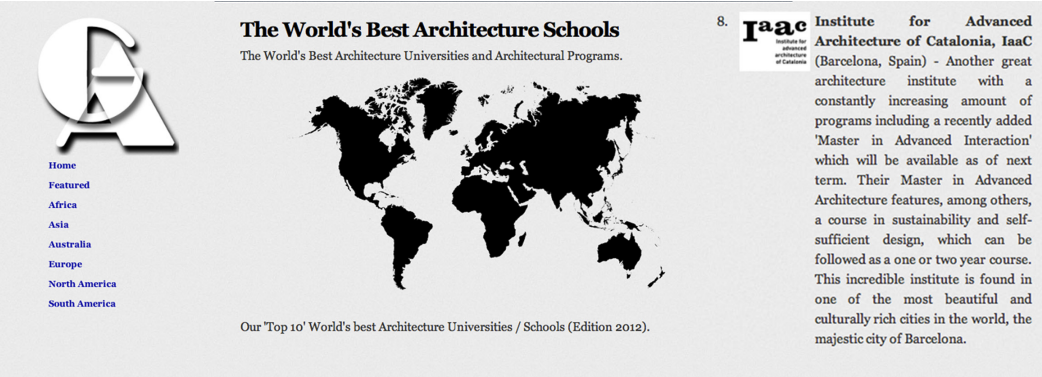 Home
Featured
Africa
Asia
Australia
Europe
North America
South America
The World's Best Architecture Schools
The World's Best Architecture Universities and Architectural Programs.
Our 'Top 10' World's best Architecture Universities / Schools (Edition 2012).
8.
Iaac
Institute for
advanced
architecture
of Catalonia
Institute for Advanced
Architecture of Catalonia, IaaC
(Barcelona, Spain) - Another great
architecture institute with a
constantly increasing amount of
programs including a recently added
'Master in Advanced Interaction'
which will be available as of next
term. Their Master in Advanced
Architecture features, among others,
a course in sustainability and self-
sufficient design, which can be
followed as a one or two year course.
This incredible institute is found in
one of the most beautiful and
culturally rich cities in the world, the
majestic city of Barcelona.